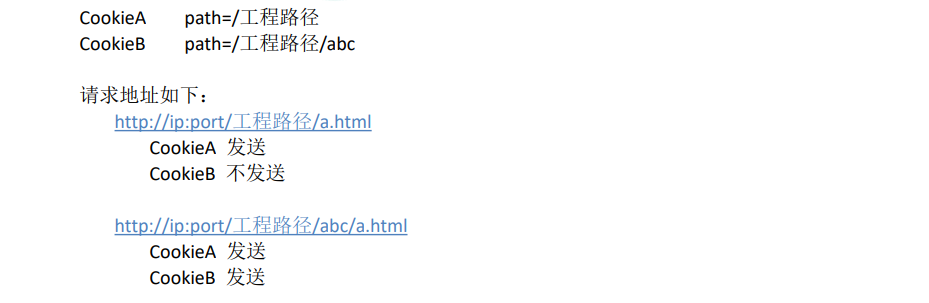 CookieA path=/工程路径
CookieB path=/工程路径/abc
请求地址如下：
http://ip:port/工程路径/a.html
CookieA 发送
CookieB 不发送
http://ip:port/工程路径/abc/a.html
CookieA 发送
CookieB 发送